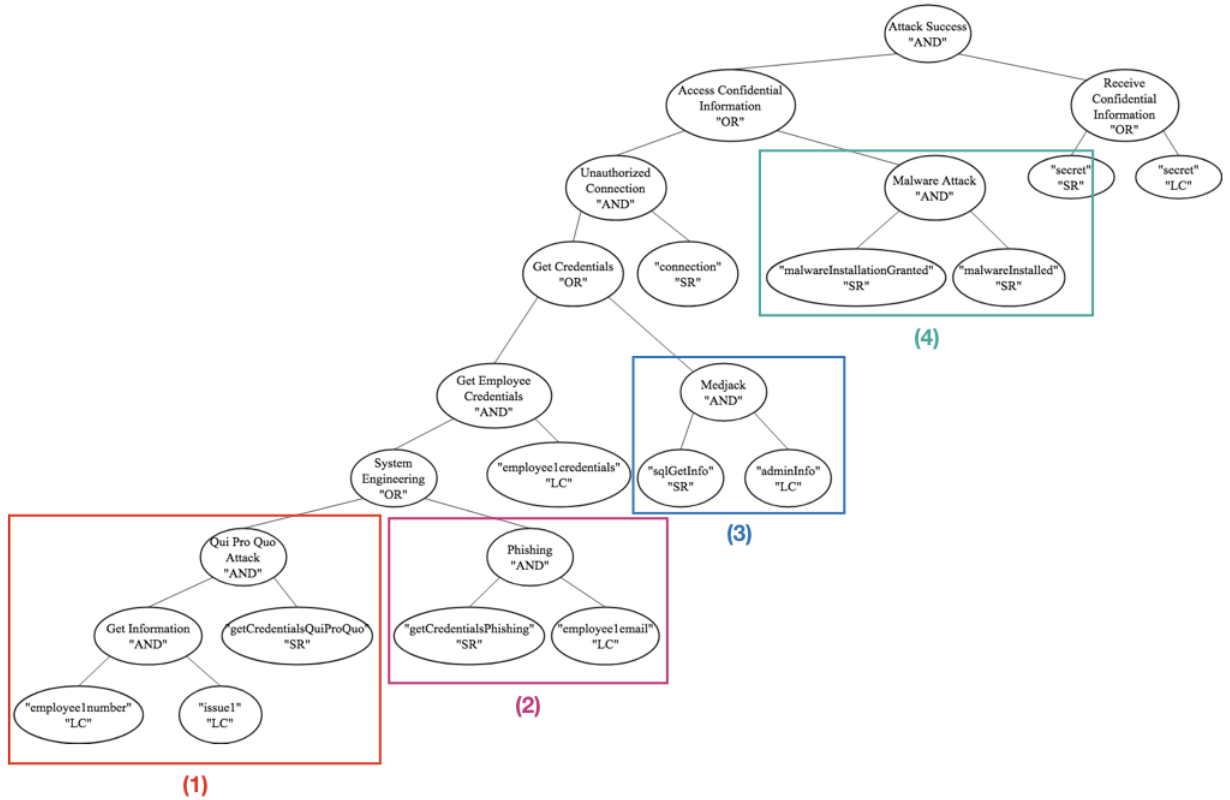 Attack Success
"AND"
Access Confidential
Information
"OR"
Receive
Confidential
Information
"OR"
Unauthorized
Connection
"AND"
Malware Attack
"AND"
"secret"
"SR"
"secret"
"LC"
Get Credentials
"OR"
"connection"
"SR"
"malwareInstallationGranted"
"SR"
"malwareInstalled"
"SR"
(4)
Get Employee
Credentials
"AND"
Medjack
"AND"
System
Engineering
"OR"
"employee1credentials"
"LC"
"sqlGetInfo"
"SR"
"adminInfo"
"LC"
(3)
Qui Pro Quo
Attack
"AND"
Phishing
"AND"
Get Information
"AND"
"getCredentialsQuiProQuo"
"SR"
"getCredentialsPhishing"
"SR"
"employee1email"
"LC"
(2)
"employee1number"
"LC"
"issue1"
"LC"
(1)